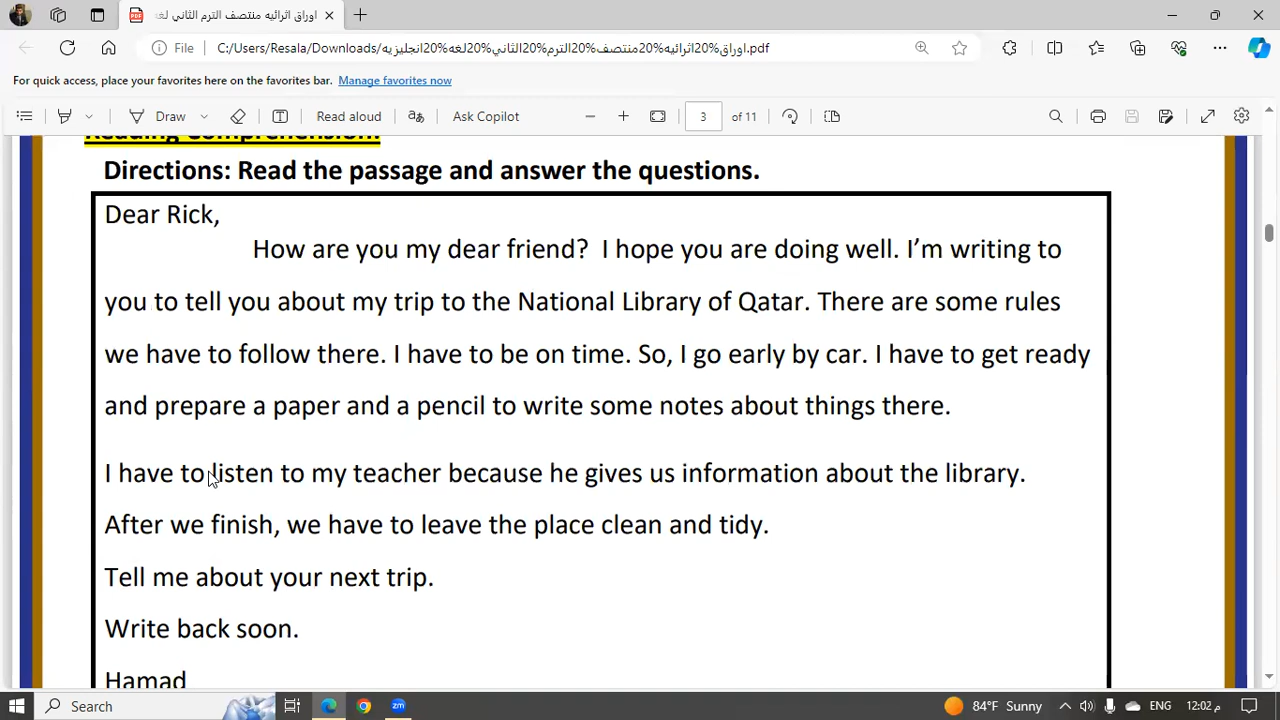 اوراق اثرائيه منتصف الترم الثاني لغ
File
C:/Users/Resala/Downloads/اوراق%20اثرائيه%20منتصف%20الترم%20الثاني%20لغه%20انجليزيه.pdf
For quick access, place your favorites here on the favorites bar. Manage favorites now
Draw
Read aloud
Ask Copilot
3 of 11
Reading Comprehension:
Directions: Read the passage and answer the questions.
Dear Rick,
How are you my dear friend? I hope you are doing well. I’m writing to
you to tell you about my trip to the National Library of Qatar. There are some rules
we have to follow there. I have to be on time. So, I go early by car. I have to get ready
and prepare a paper and a pencil to write some notes about things there.
I have to listen to my teacher because he gives us information about the library.
After we finish, we have to leave the place clean and tidy.
Tell me about your next trip.
Write back soon.
Hamad
Search
zm
84°F Sunny
ENG
12:02 م